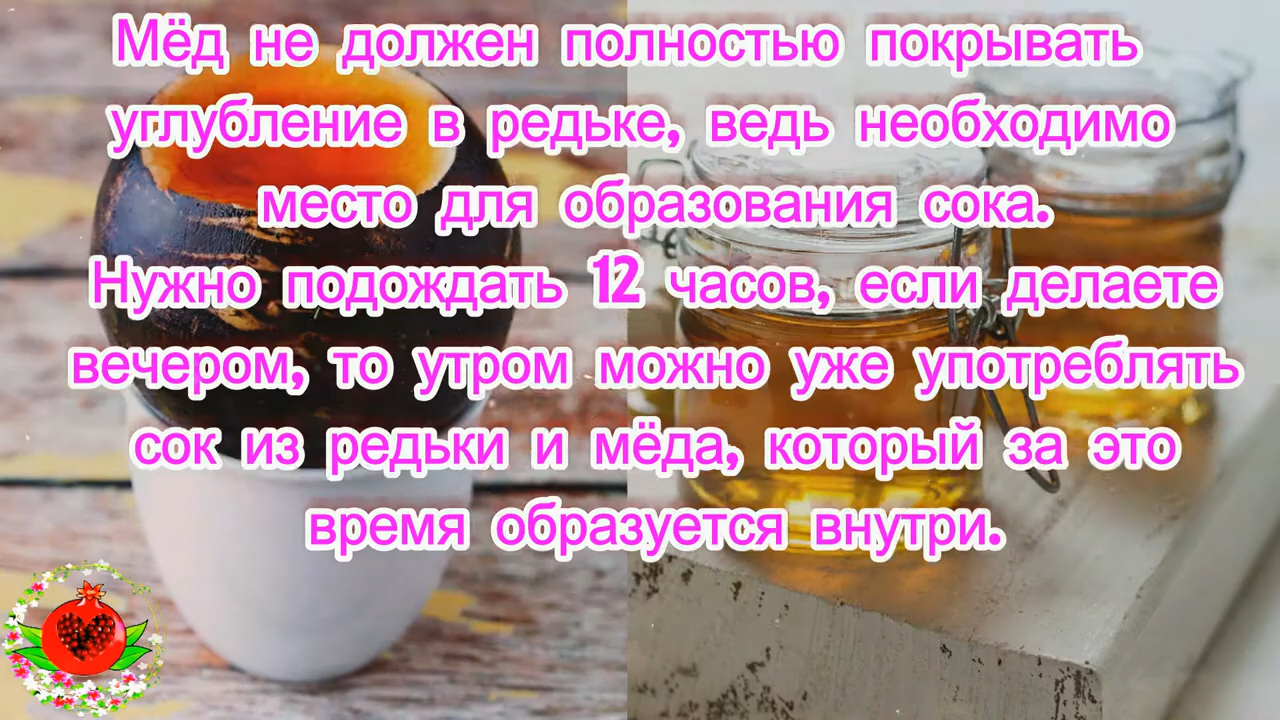 Мёд не должен полностью покрывать
углубление в редьке, ведь необходимо
место для образования сока.
Нужно подождать 12 часов, если делаете
вечером, то утром можно уже употреблять
сок из редьки и мёда, который за это
время образуется внутри.